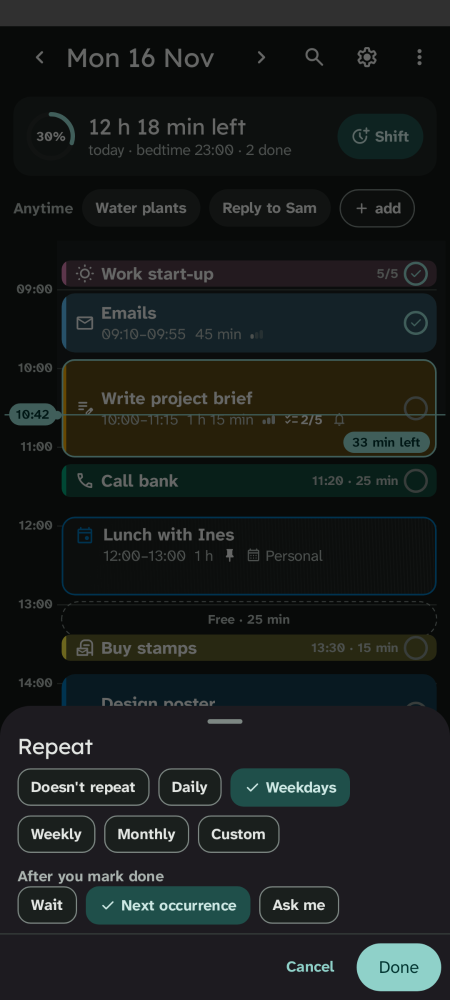 Mon 16 Nov
30%
12 h 18 min left
today · bedtime 23:00 · 2 done
Shift
Anytime
Water plants
Reply to Sam
+ add
Work start-up
5/5
09:00
Emails
09:10–09:55 45 min
10:00
Write project brief
10:42
10:00–11:15 1 h 15 min 2/5
33 min left
11:00
Call bank
11:20 · 25 min
12:00
Lunch with Ines
12:00–13:00 1 h Personal
13:00
Free · 25 min
Buy stamps
13:30 · 15 min
14:00
Design poster
Repeat
Doesn't repeat
Daily
Weekdays
Weekly
Monthly
Custom
After you mark done
Wait
Next occurrence
Ask me
Cancel
Done